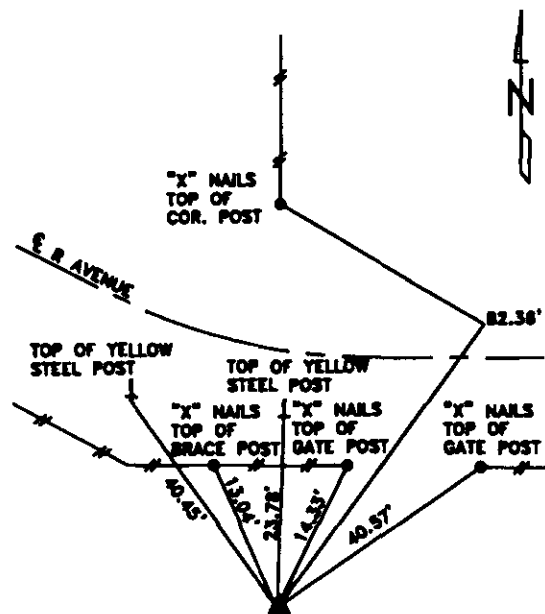 N
"X" NAILS
TOP OF
COR. POST
℄ R AVENUE
82.38'
TOP OF YELLOW
STEEL POST
TOP OF YELLOW
STEEL POST
"X" NAILS
TOP OF
BRACE POST
"X" NAILS
TOP OF
GATE POST
"X" NAILS
TOP OF
GATE POST
40.45'
13.04'
23.78'
14.33'
40.57'